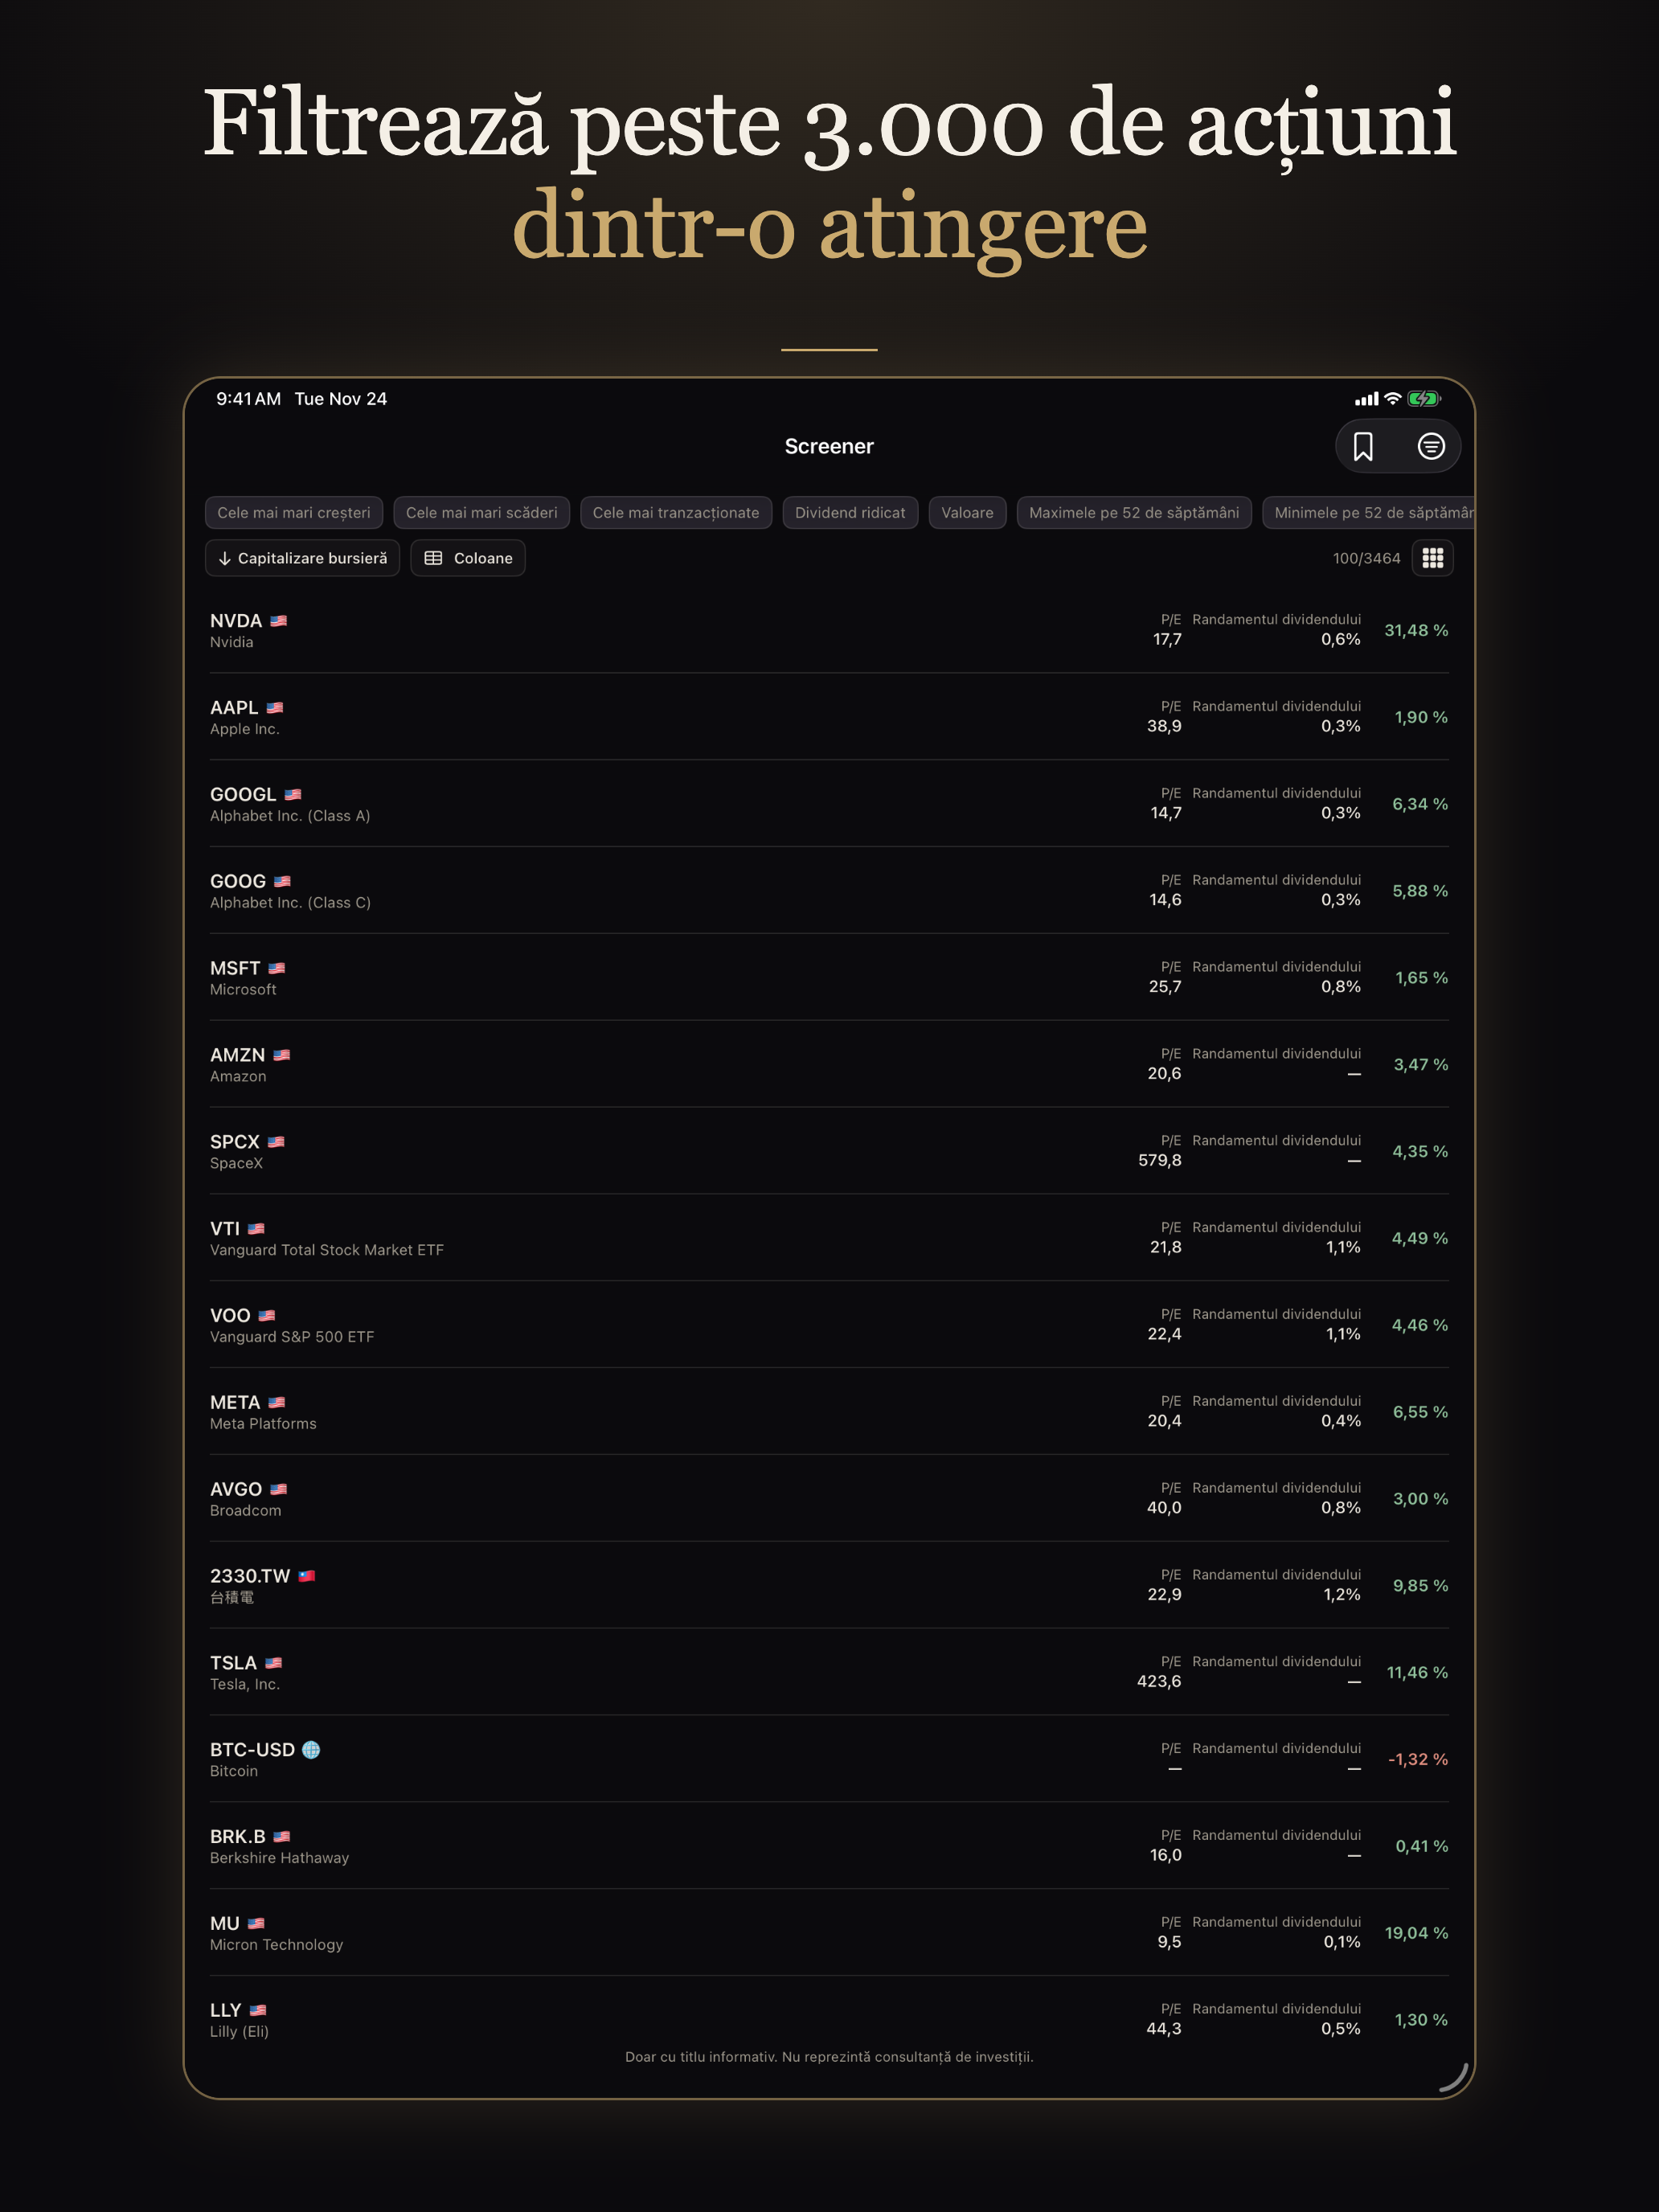 Filtrează peste 3.000 de acțiuni
dintr-o atingere
9:41 AM Tue Nov 24
Screener
Cele mai mari creșteri Cele mai mari scăderi Cele mai tranzacționate Dividend ridicat Valoare Maximele pe 52 de săptămâni Minimele pe 52 de săptămâr
Capitalizare bursieră Coloane 100/3464
NVDA P/E Randamentul dividendului 31,48 %
Nvidia 17,7 0,6%
AAPL P/E Randamentul dividendului 1,90 %
Apple Inc. 38,9 0,3%
GOOGL P/E Randamentul dividendului 6,34 %
Alphabet Inc. (Class A) 14,7 0,3%
GOOG P/E Randamentul dividendului 5,88 %
Alphabet Inc. (Class C) 14,6 0,3%
MSFT P/E Randamentul dividendului 1,65 %
Microsoft 25,7 0,8%
AMZN P/E Randamentul dividendului 3,47 %
Amazon 20,6 —
SPCX P/E Randamentul dividendului 4,35 %
SpaceX 579,8 —
VTI P/E Randamentul dividendului 4,49 %
Vanguard Total Stock Market ETF 21,8 1,1%
VOO P/E Randamentul dividendului 4,46 %
Vanguard S&P 500 ETF 22,4 1,1%
META P/E Randamentul dividendului 6,55 %
Meta Platforms 20,4 0,4%
AVGO P/E Randamentul dividendului 3,00 %
Broadcom 40,0 0,8%
2330.TW P/E Randamentul dividendului 9,85 %
台積電 22,9 1,2%
TSLA P/E Randamentul dividendului 11,46 %
Tesla, Inc. 423,6 —
BTC-USD P/E Randamentul dividendului -1,32 %
Bitcoin — —
BRK.B P/E Randamentul dividendului 0,41 %
Berkshire Hathaway 16,0 —
MU P/E Randamentul dividendului 19,04 %
Micron Technology 9,5 0,1%
LLY P/E Randamentul dividendului 1,30 %
Lilly (Eli) 44,3 0,5%
Doar cu titlu informativ. Nu reprezintă consultanță de investiții.